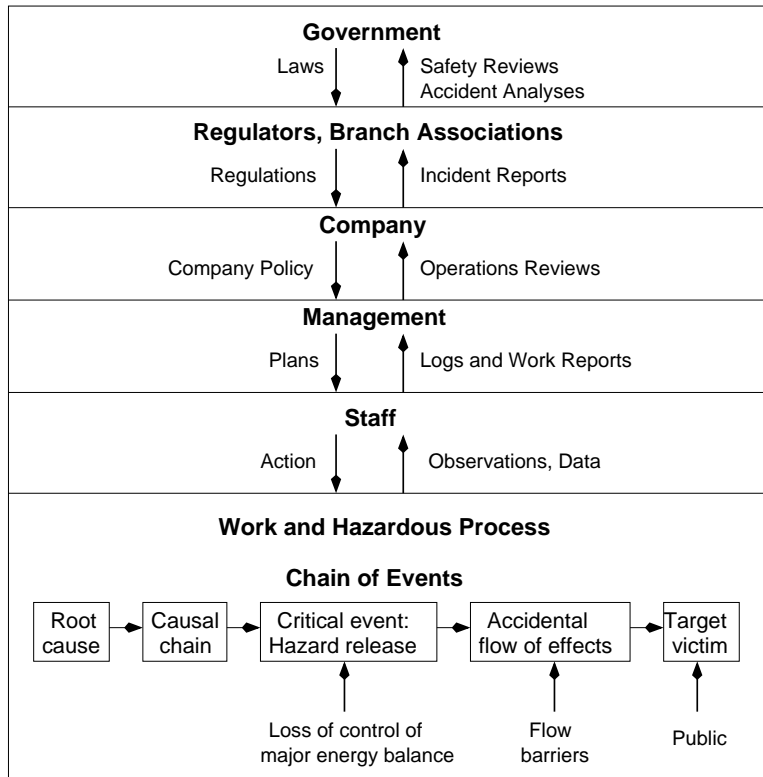 Government
Laws
Safety Reviews
Accident Analyses
Regulators, Branch Associations
Regulations
Incident Reports
Company
Company Policy
Operations Reviews
Management
Plans
Logs and Work Reports
Staff
Action
Observations, Data
Work and Hazardous Process
Chain of Events
Root
cause
Causal
chain
Critical event:
Hazard release
Accidental
flow of effects
Target
victim
Loss of control of
major energy balance
Flow
barriers
Public